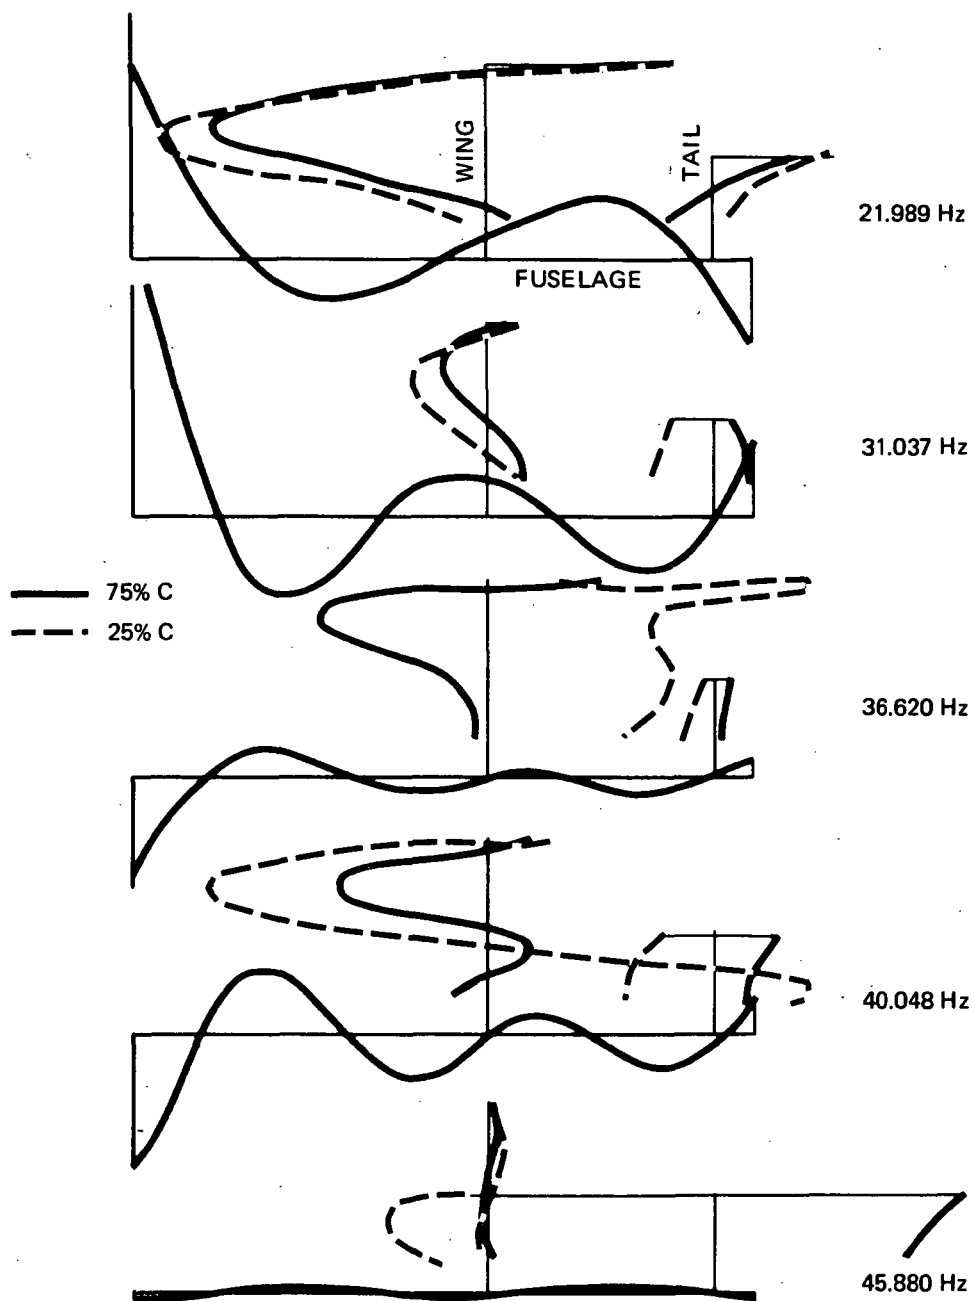 WING
TAIL
21.989 Hz
FUSELAGE
31.037 Hz
75% C
25% C
36.620 Hz
40.048 Hz
45.880 Hz